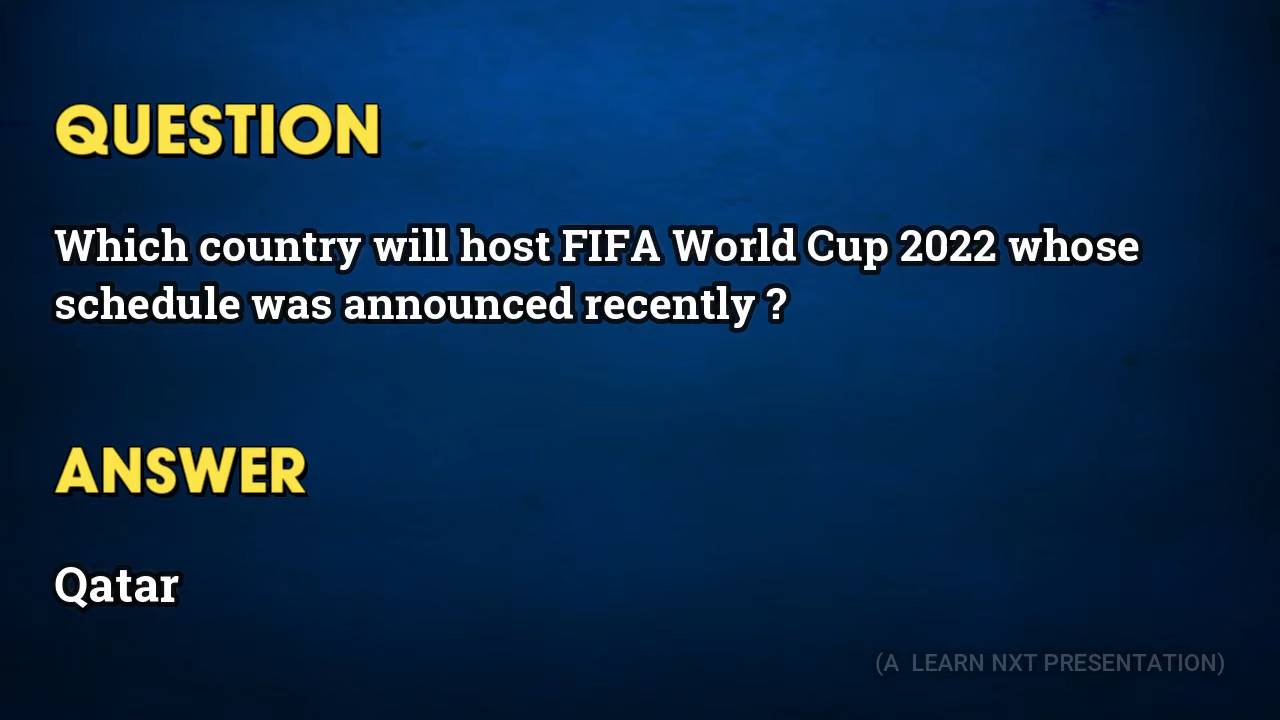 QUESTION
Which country will host FIFA World Cup 2022 whose
schedule was announced recently ?
ANSWER
Qatar
(A LEARN NXT PRESENTATION)